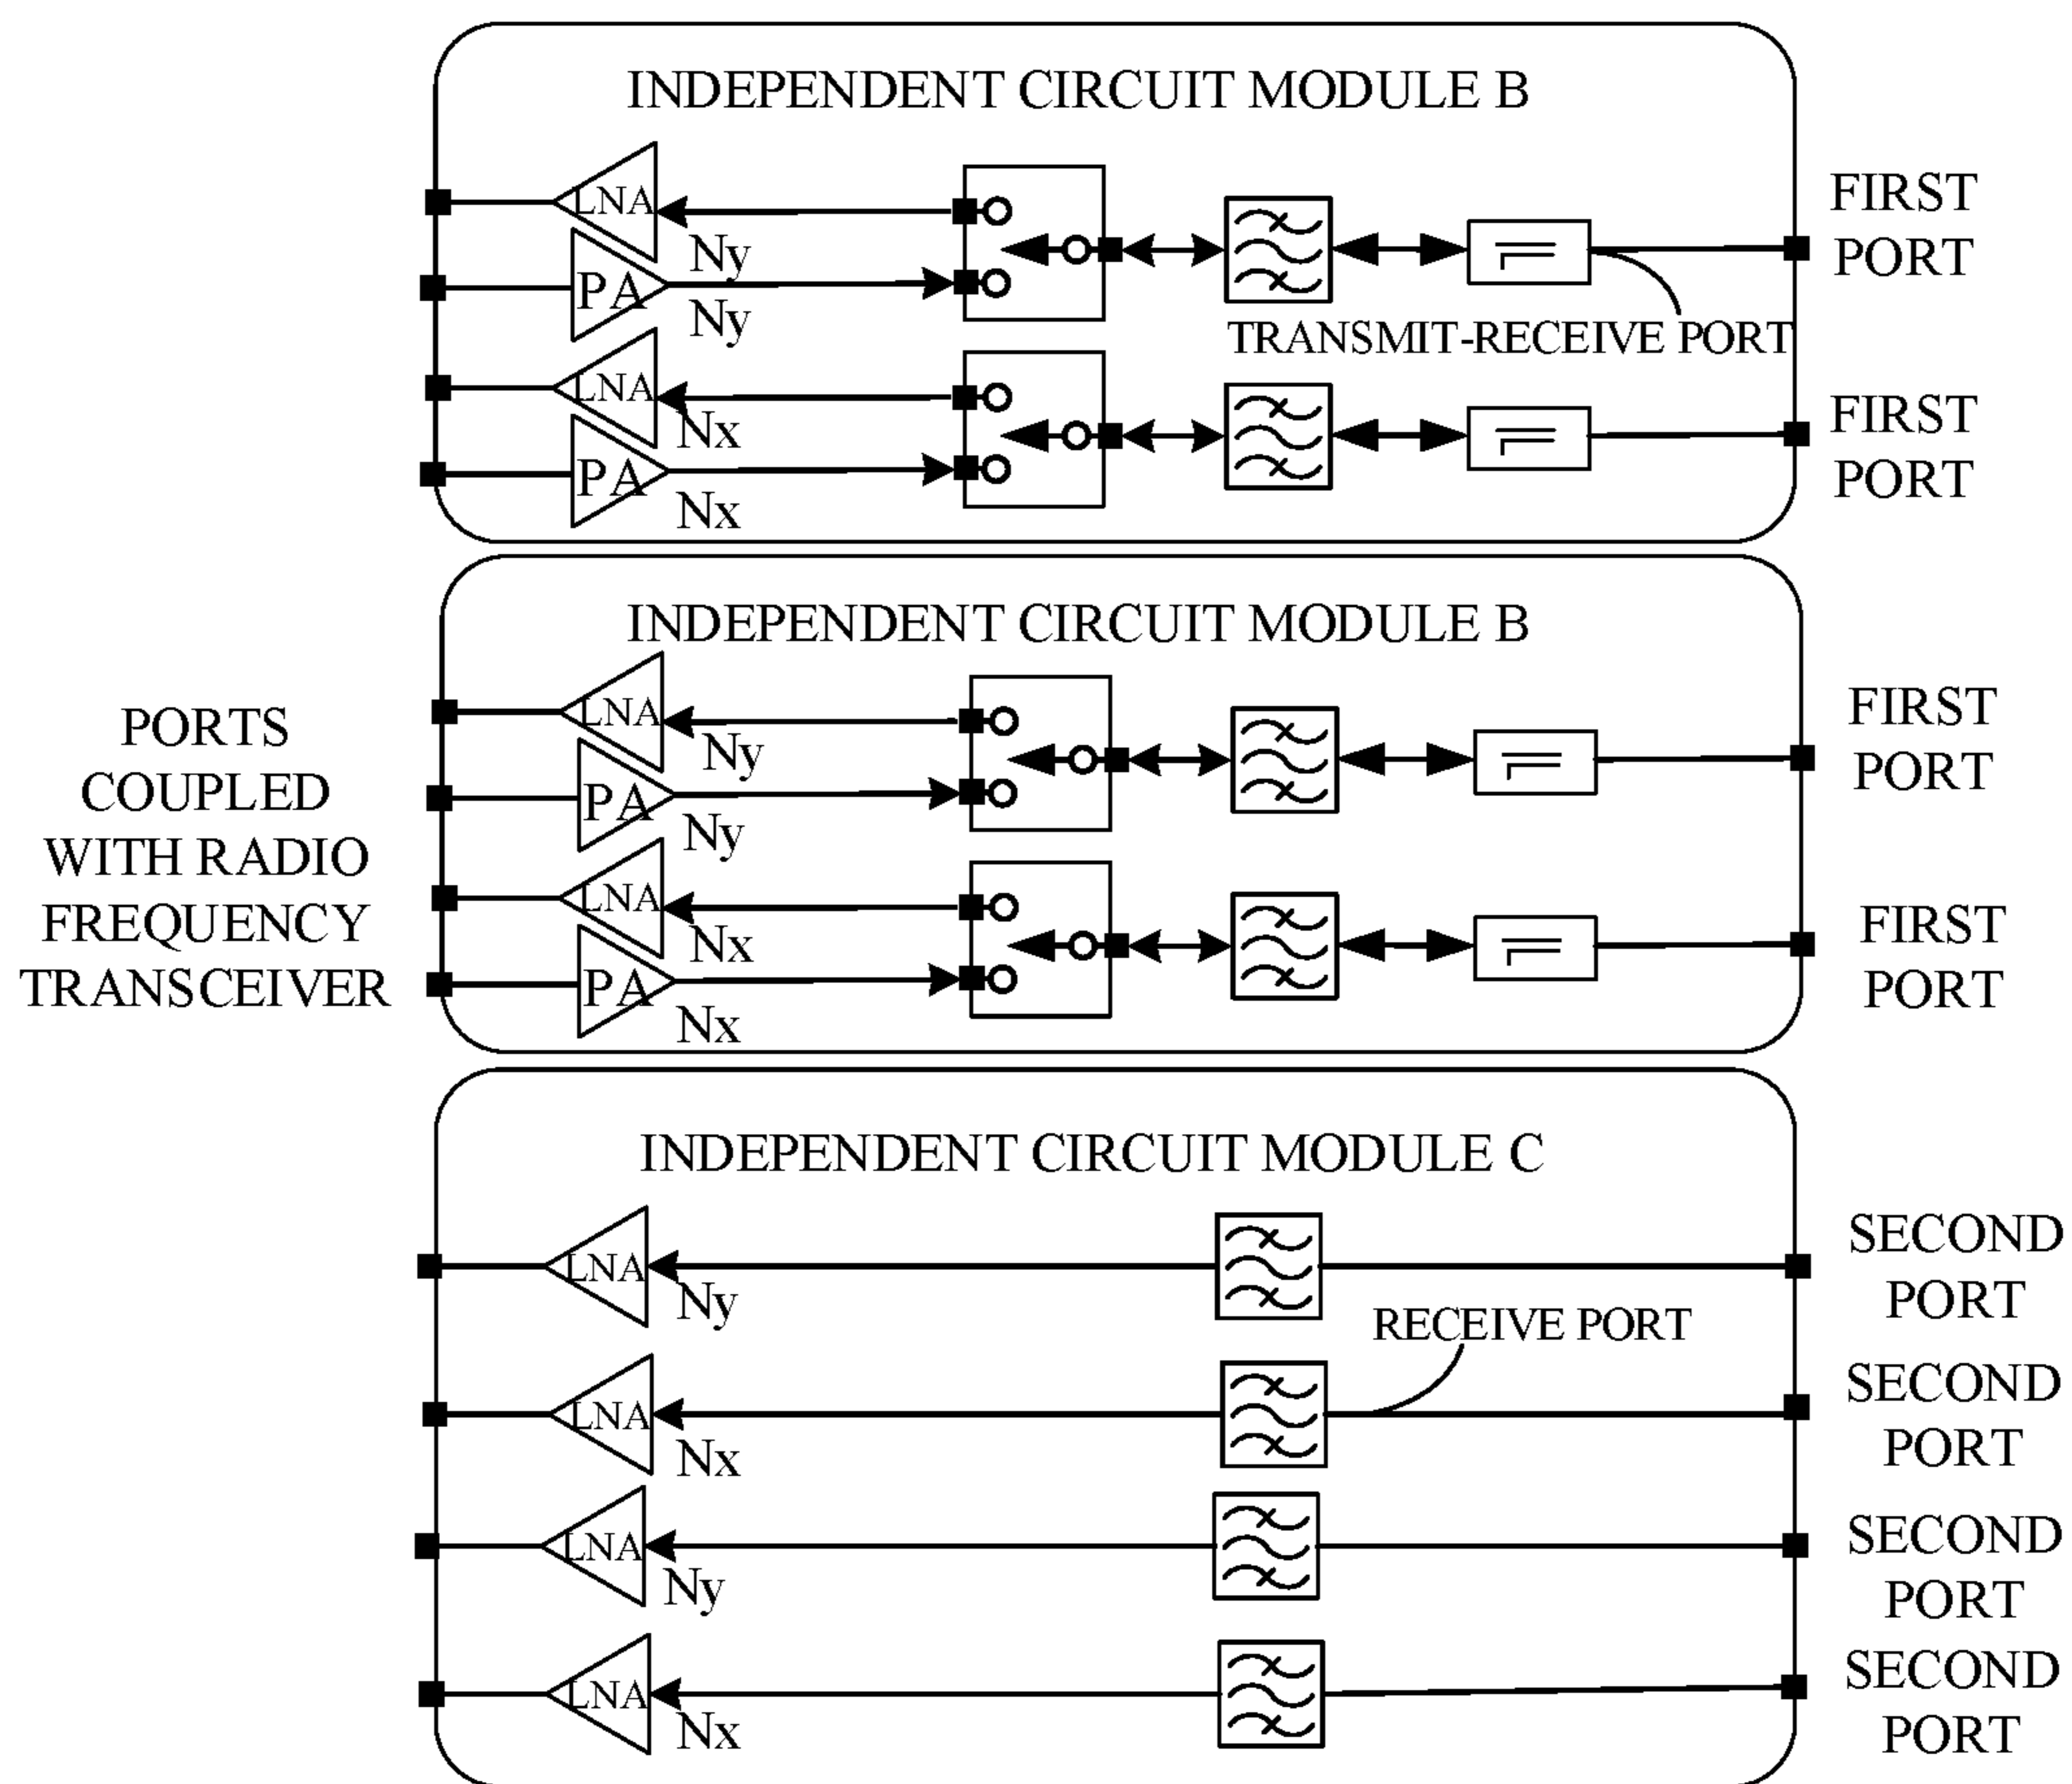 INDEPENDENT CIRCUIT MODULE B
LNA
Ny
PA
Ny
LNA
Nx
PA
Nx
TRANSMIT-RECEIVE PORT
FIRST
PORT
FIRST
PORT
INDEPENDENT CIRCUIT MODULE B
LNA
Ny
PA
Ny
LNA
Nx
PA
Nx
FIRST
PORT
FIRST
PORT
PORTS
COUPLED
WITH RADIO
FREQUENCY
TRANSCEIVER
INDEPENDENT CIRCUIT MODULE C
LNA
Ny
SECOND
PORT
RECEIVE PORT
LNA
Nx
SECOND
PORT
LNA
Ny
SECOND
PORT
LNA
Nx
SECOND
PORT